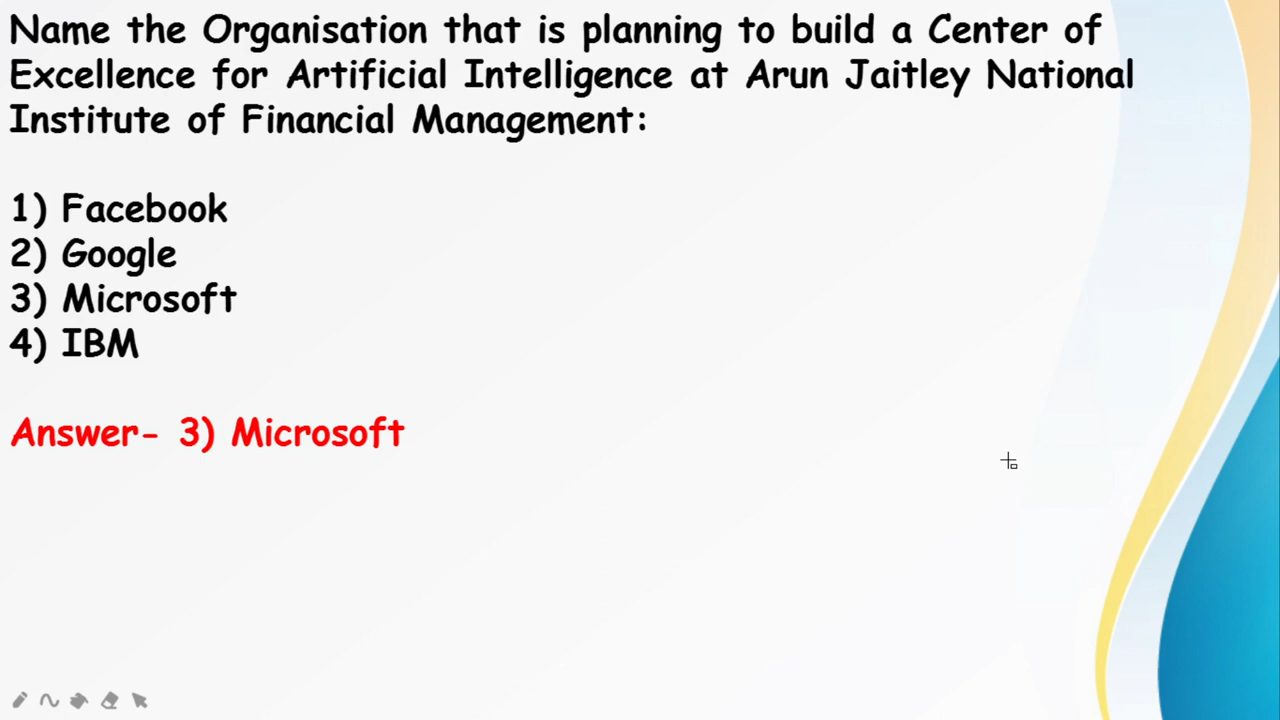 Name the Organisation that is planning to build a Center of
Excellence for Artificial Intelligence at Arun Jaitley National
Institute of Financial Management:
1) Facebook
2) Google
3) Microsoft
4) IBM
Answer- 3) Microsoft